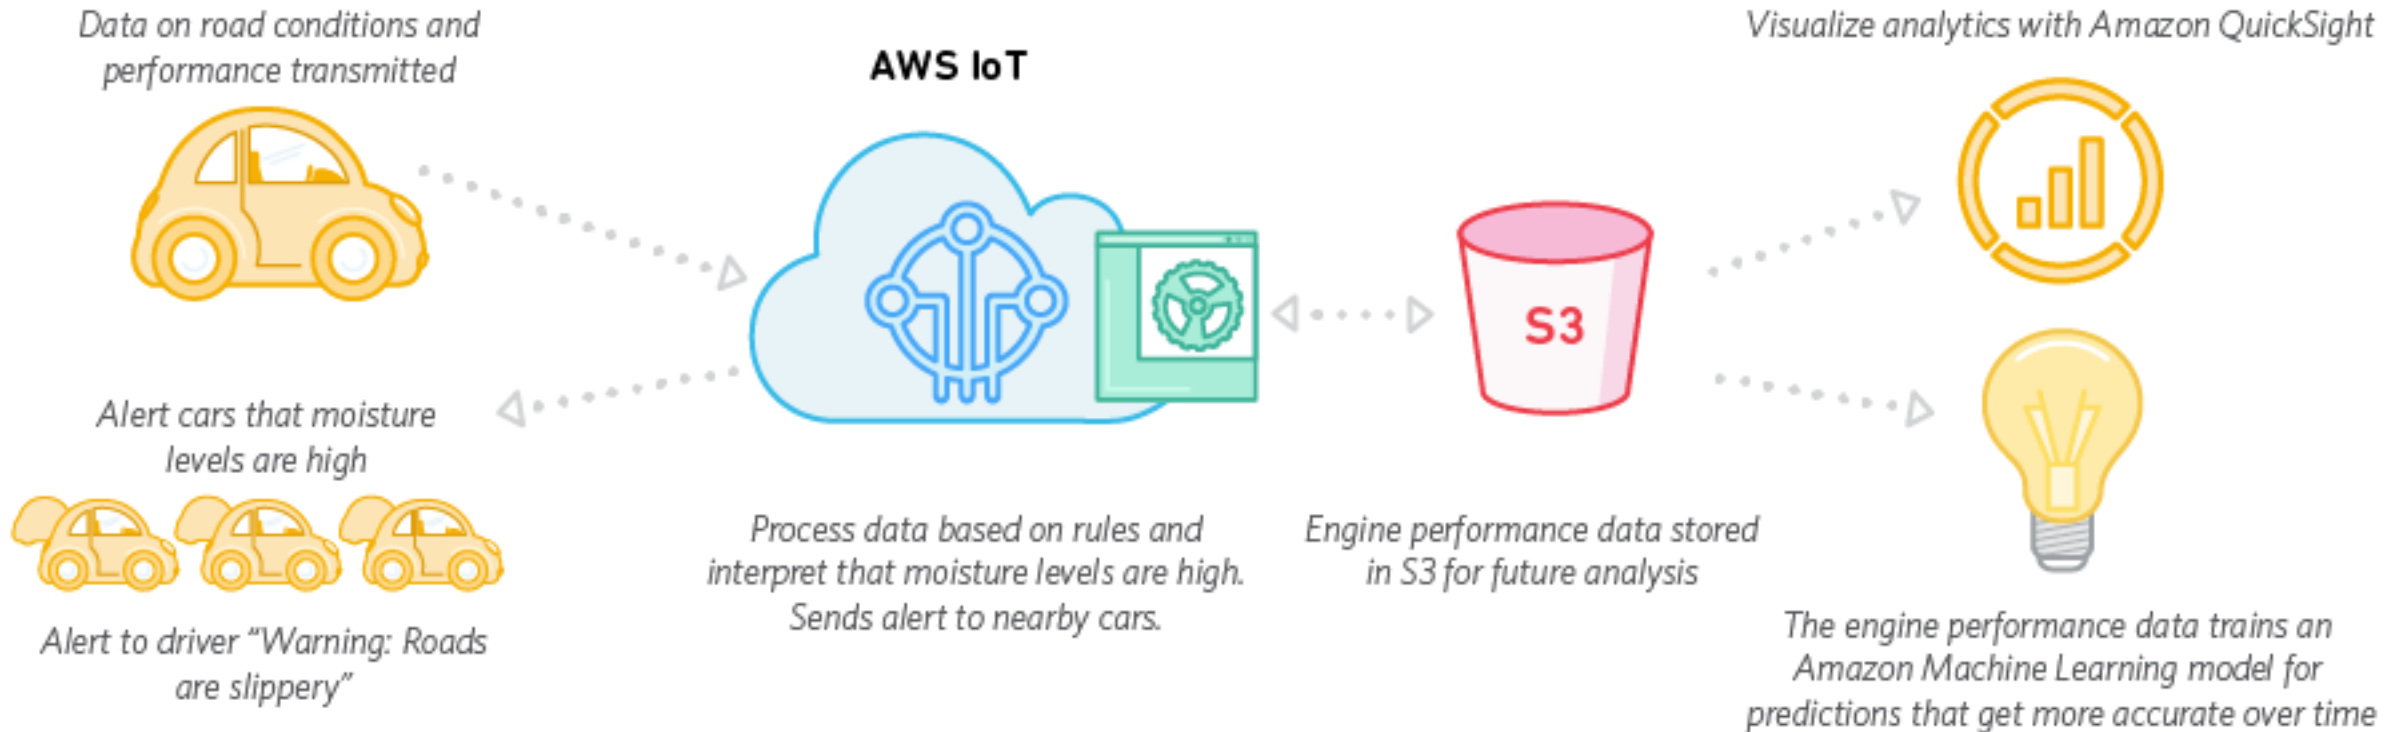 Data on road conditions and
performance transmitted
AWS IoT
Visualize analytics with Amazon QuickSight
S3
Alert cars that moisture
levels are high
Alert to driver “Warning: Roads
are slippery”
Process data based on rules and
interpret that moisture levels are high.
Sends alert to nearby cars.
Engine performance data stored
in S3 for future analysis
The engine performance data trains an
Amazon Machine Learning model for
predictions that get more accurate over time